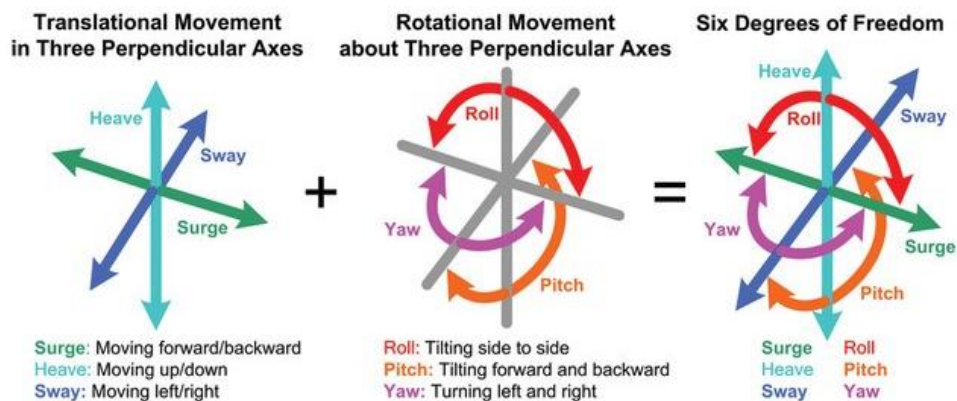 Translational Movement
in Three Perpendicular Axes
Heave
Sway
Surge
Surge: Moving forward/backward
Heave: Moving up/down
Sway: Moving left/right
+
Rotational Movement
about Three Perpendicular Axes
Roll
Yaw
Pitch
Roll: Tilting side to side
Pitch: Tilting forward and backward
Yaw: Turning left and right
=
Six Degrees of Freedom
Heave
Sway
Roll
Yaw
Surge
Pitch
Surge Roll
Heave Pitch
Sway Yaw